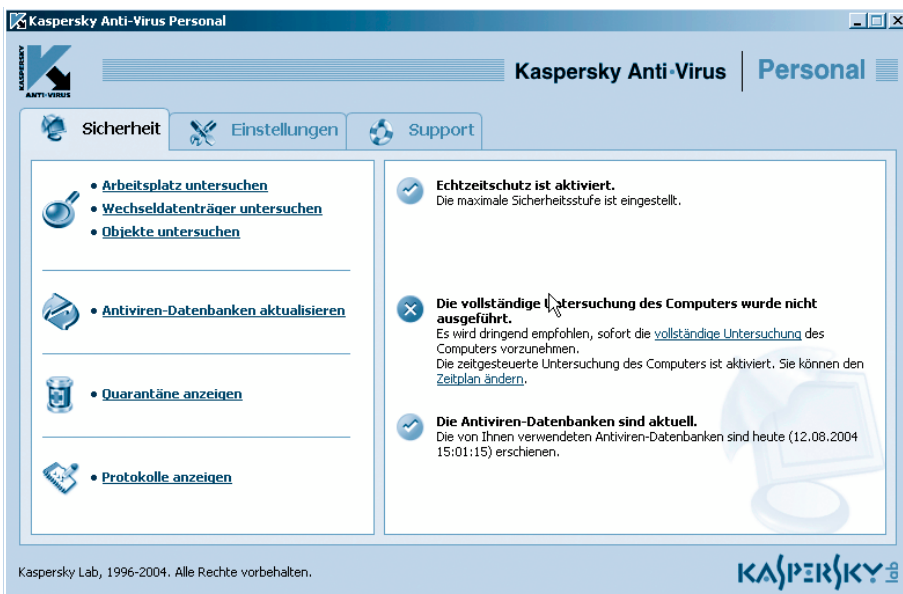 Kaspersky Anti-Virus Personal
KASPERSKY
ANTI-VIRUS
Kaspersky Anti-Virus Personal
Sicherheit Einstellungen Support
• Arbeitsplatz untersuchen
• Wechseldatenträger untersuchen
• Objekte untersuchen
• Antiviren-Datenbanken aktualisieren
• Quarantäne anzeigen
• Protokolle anzeigen
Echtzeitschutz ist aktiviert.
Die maximale Sicherheitsstufe ist eingestellt.
Die vollständige Untersuchung des Computers wurde nicht
ausgeführt.
Es wird dringend empfohlen, sofort die vollständige Untersuchung des
Computers vorzunehmen.
Die zeitgesteuerte Untersuchung des Computers ist aktiviert. Sie können den
Zeitplan ändern.
Die Antiviren-Datenbanken sind aktuell.
Die von Ihnen verwendeten Antiviren-Datenbanken sind heute (12.08.2004
15:01:15) erschienen.
Kaspersky Lab, 1996-2004. Alle Rechte vorbehalten.
KASPERSKY lab